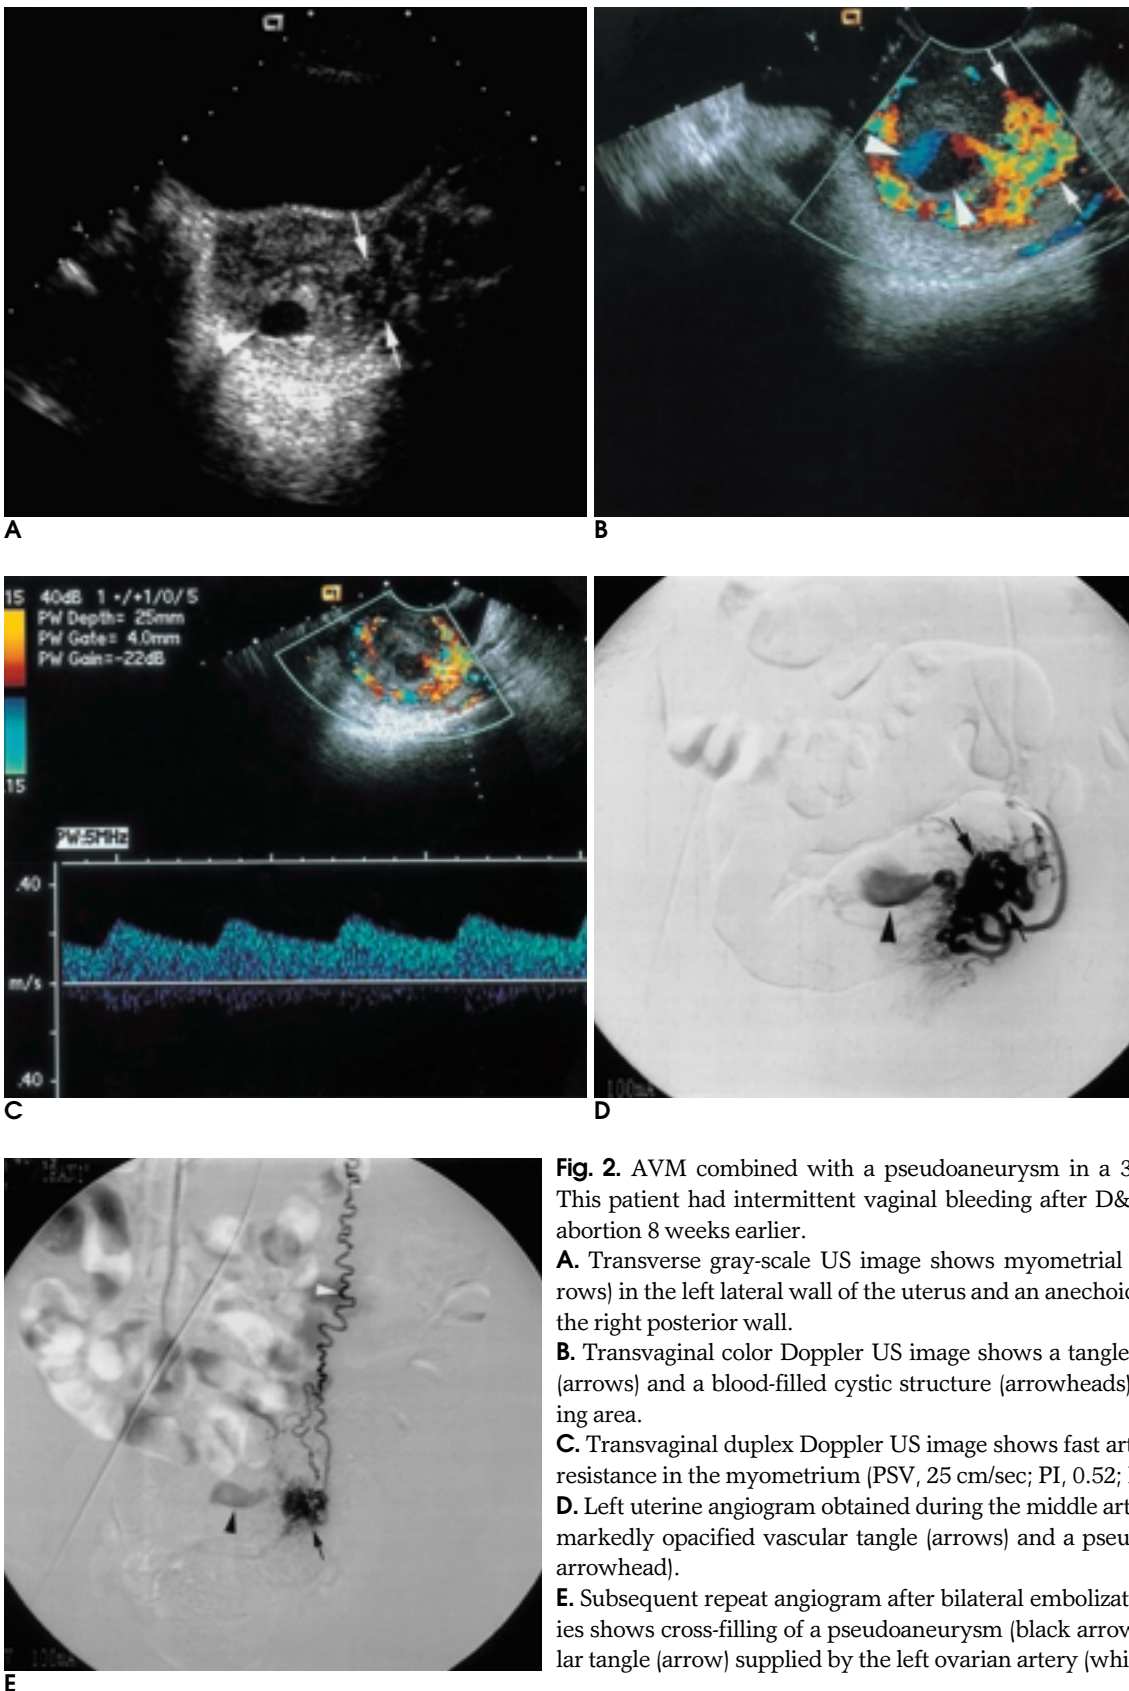 A
B
15 40dB 1 +/+1/0/5
PW Depth= 25mm
PW Gate= 4.0mm
PW Gain=-22dB
.15
PW:5MHz
.40
m/s
.40
C
100mA
D
100mA
E
Fig. 2. AVM combined with a pseudoaneurysm in a 3
This patient had intermittent vaginal bleeding after D&
abortion 8 weeks earlier.
A. Transverse gray-scale US image shows myometrial
rows) in the left lateral wall of the uterus and an anechoic
the right posterior wall.
B. Transvaginal color Doppler US image shows a tangle
(arrows) and a blood-filled cystic structure (arrowheads)
ing area.
C. Transvaginal duplex Doppler US image shows fast art
resistance in the myometrium (PSV, 25 cm/sec; PI, 0.52;
D. Left uterine angiogram obtained during the middle art
markedly opacified vascular tangle (arrows) and a pseu
arrowhead).
E. Subsequent repeat angiogram after bilateral embolizat
ies shows cross-filling of a pseudoaneurysm (black arrow
lar tangle (arrow) supplied by the left ovarian artery (whi